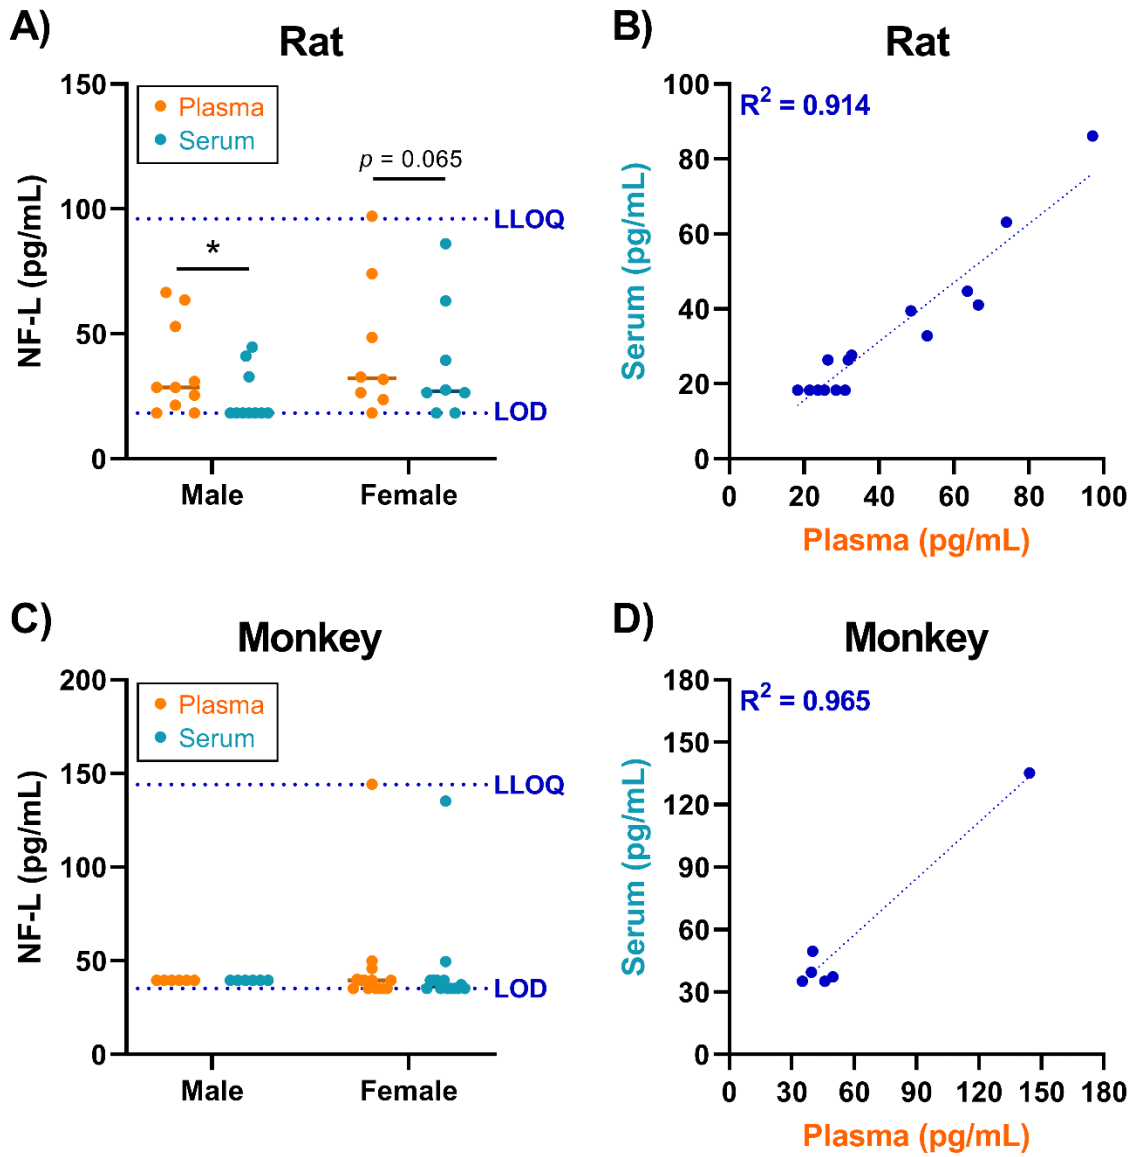 A)
Rat
150
100
50
0
NF-L (pg/mL)
Plasma
Serum
*
p = 0.065
LLOQ
LOD
Male
Female
B)
Rat
R² = 0.914
100
80
60
40
20
0
Serum (pg/mL)
0 20 40 60 80 100
Plasma (pg/mL)
C)
Monkey
200
150
100
50
0
NF-L (pg/mL)
Plasma
Serum
LLOQ
LOD
Male
Female
D)
Monkey
R² = 0.965
180
150
120
90
60
30
0
Serum (pg/mL)
0 30 60 90 120 150 180
Plasma (pg/mL)